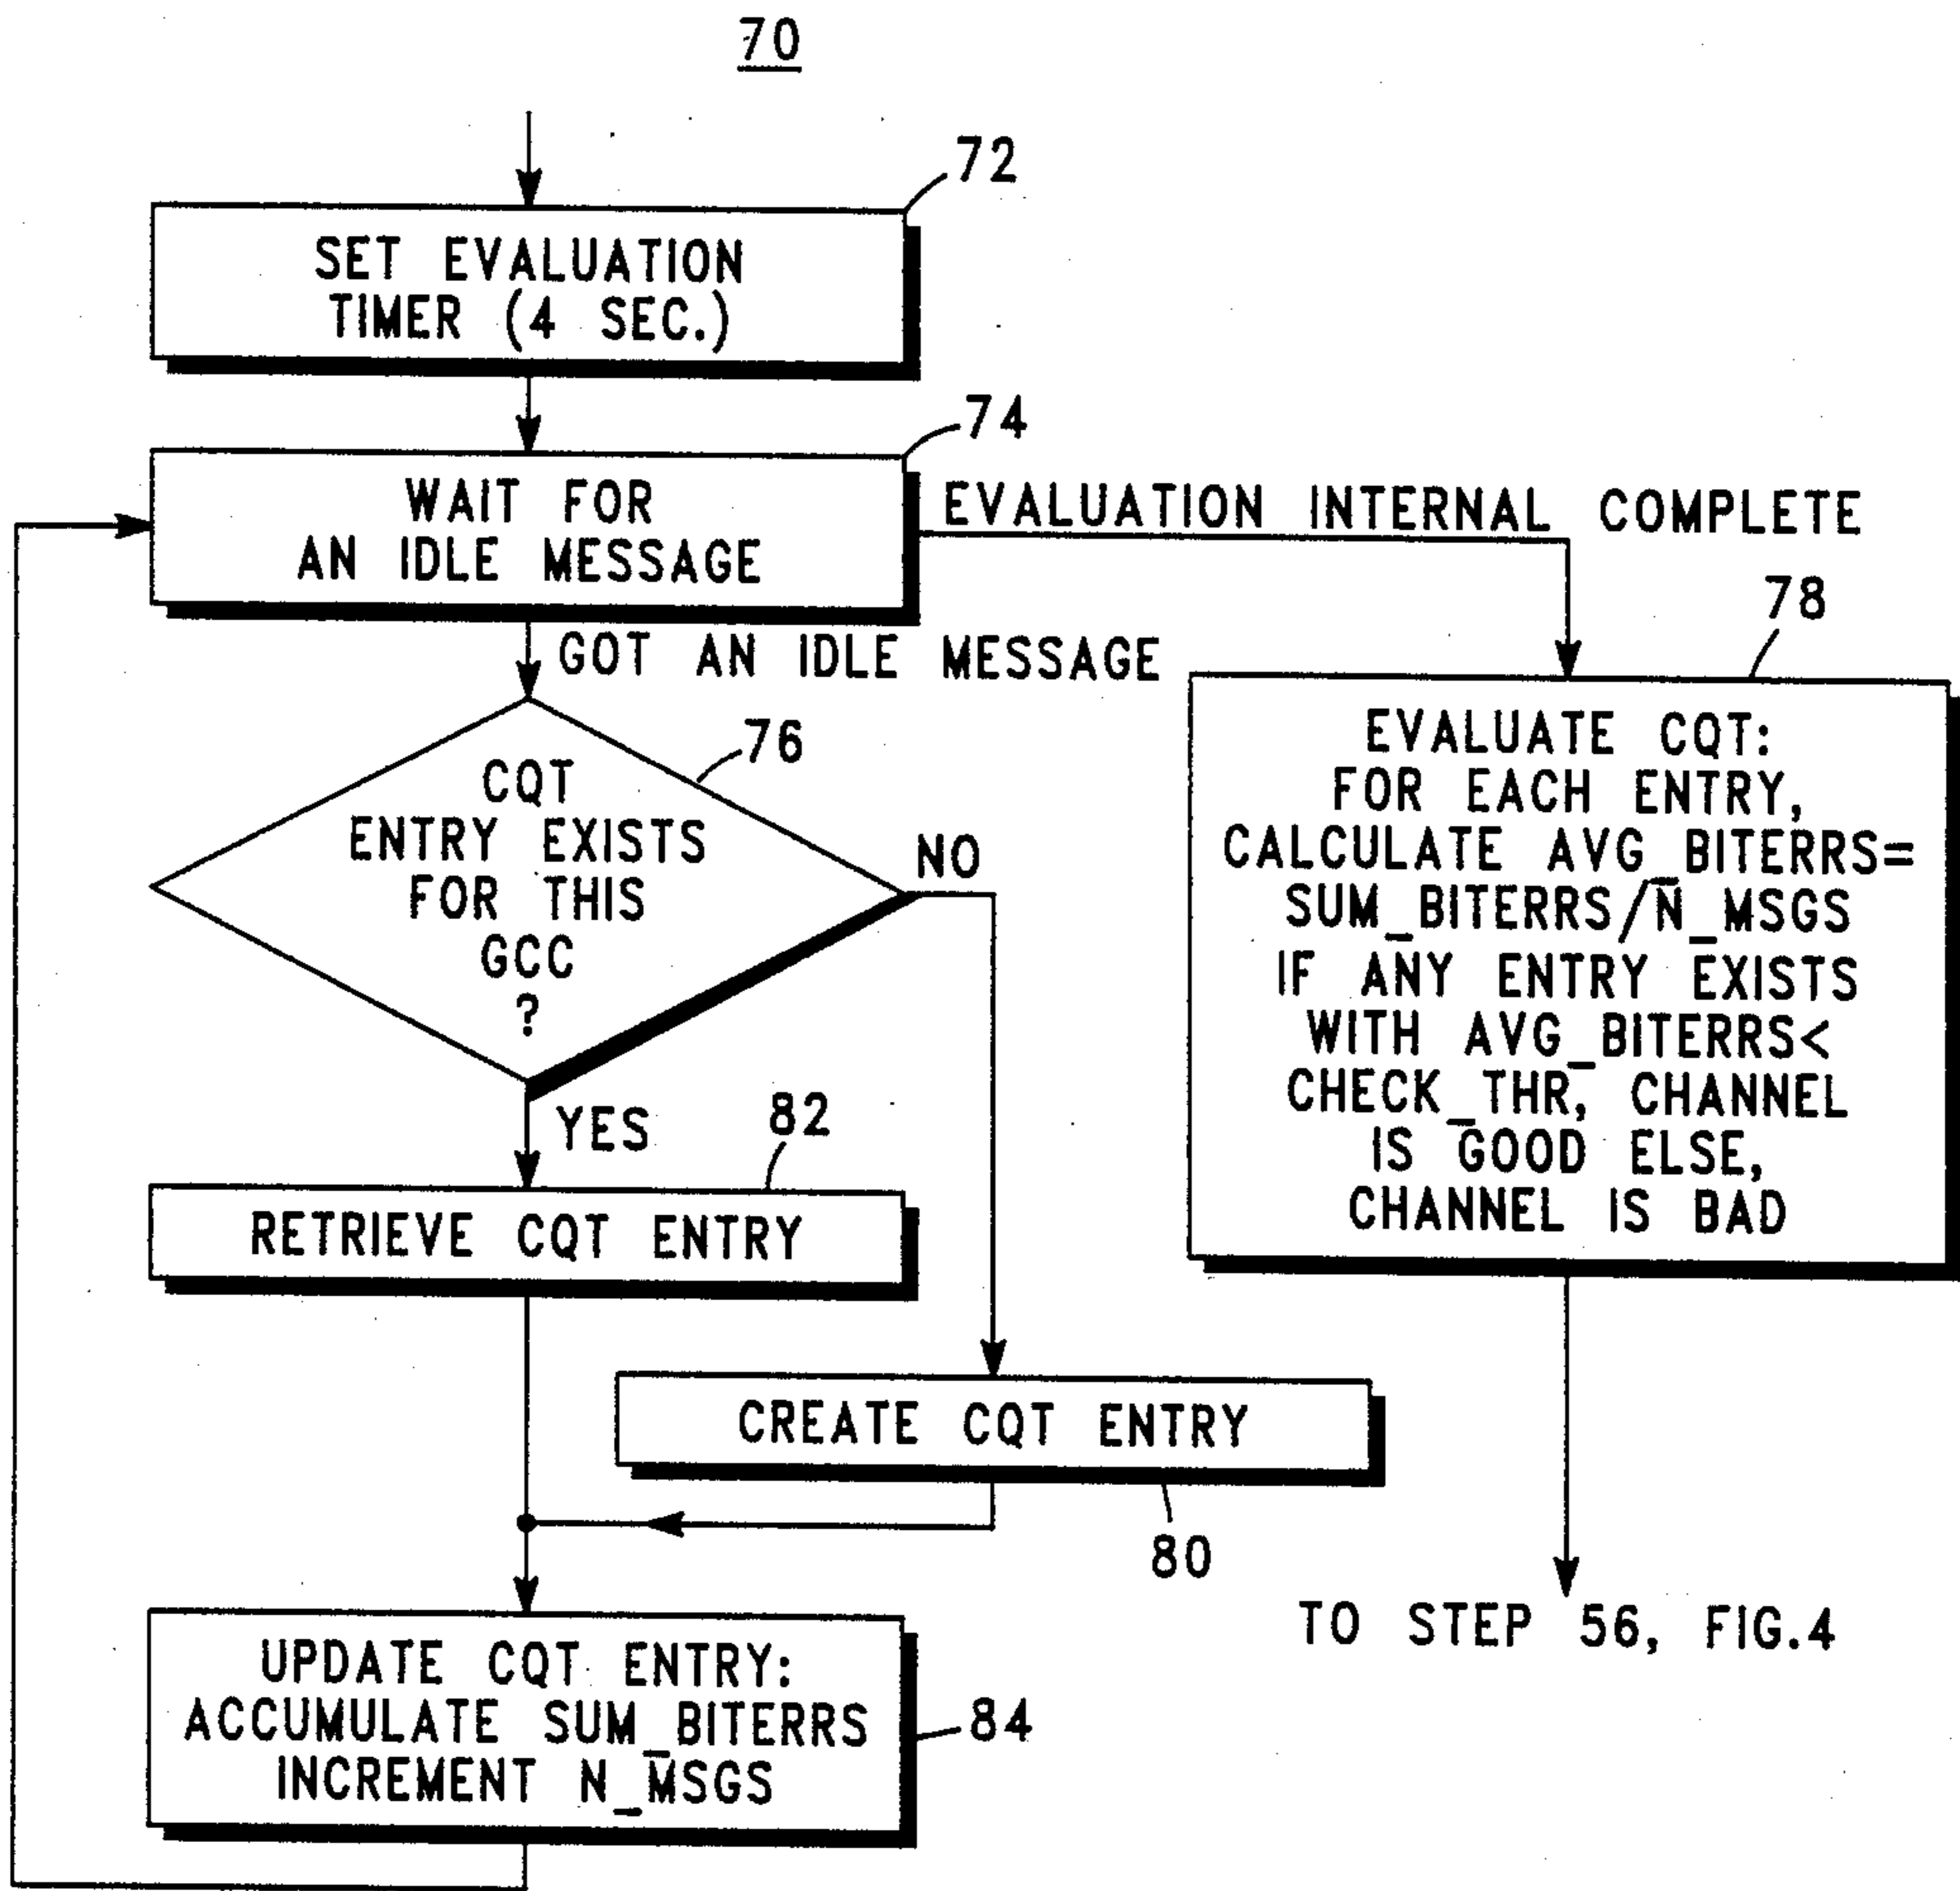 70
72
SET EVALUATION
TIMER (4 SEC.)
74
WAIT FOR
AN IDLE MESSAGE
EVALUATION INTERNAL COMPLETE
GOT AN IDLE MESSAGE
76
CQT
ENTRY EXISTS
FOR THIS
GCC
?
NO
YES
78
EVALUATE CQT:
FOR EACH ENTRY,
CALCULATE AVG_BITERRS=
SUM_BITERRS/N_MSGS
IF ANY ENTRY EXISTS
WITH AVG_BITERRS<
CHECK_THR, CHANNEL
IS GOOD ELSE,
CHANNEL IS BAD
82
RETRIEVE CQT ENTRY
CREATE CQT ENTRY
80
TO STEP 56, FIG.4
UPDATE CQT ENTRY:
ACCUMULATE SUM_BITERRS
INCREMENT N_MSGS
84